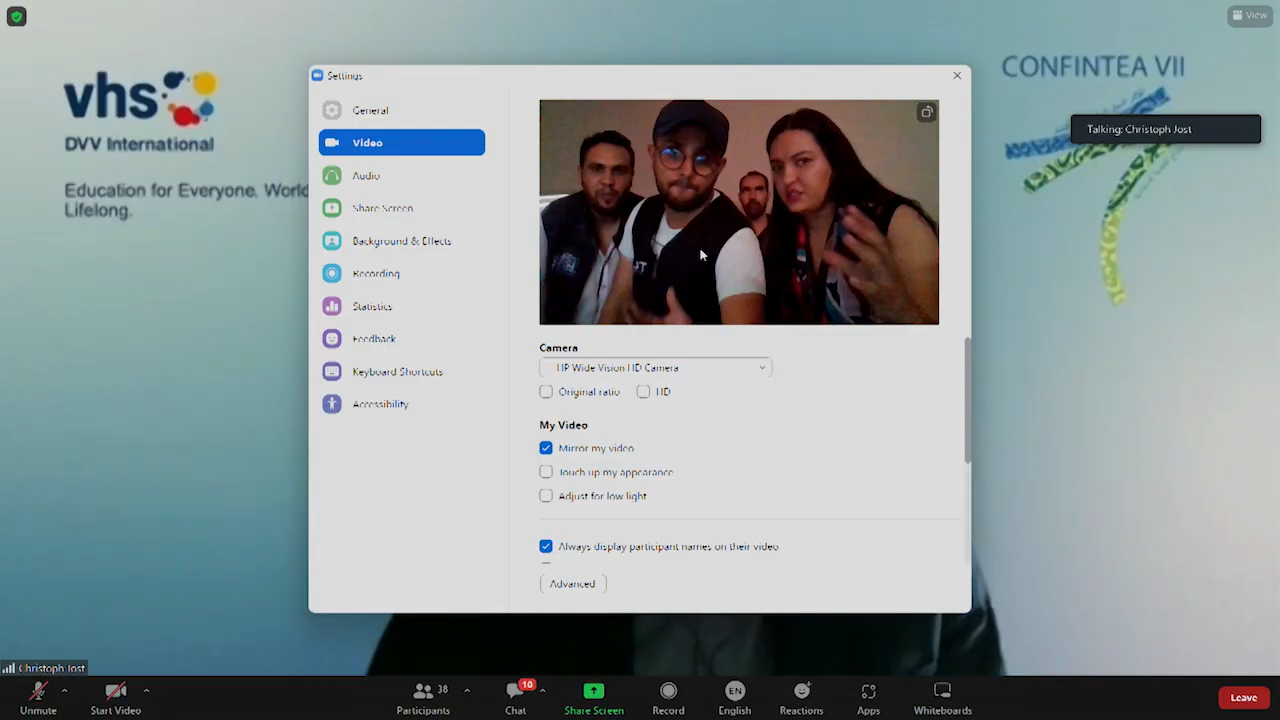 View
vhs
DVV International
Education for Everyone. World
Lifelong.
CONFINTEA VII
Talking: Christoph Jost
Settings
General
Video
Audio
Share Screen
Background & Effects
Recording
Statistics
Feedback
Keyboard Shortcuts
Accessibility
Camera
HP Wide Vision HD Camera
Original ratio
HD
My Video
Mirror my video
Touch up my appearance
Adjust for low light
Always display participant names on their video
Advanced
Christoph Jost
Unmute
Start Video
38
Participants
10
Chat
Share Screen
Record
EN
English
Reactions
Apps
Whiteboards
Leave